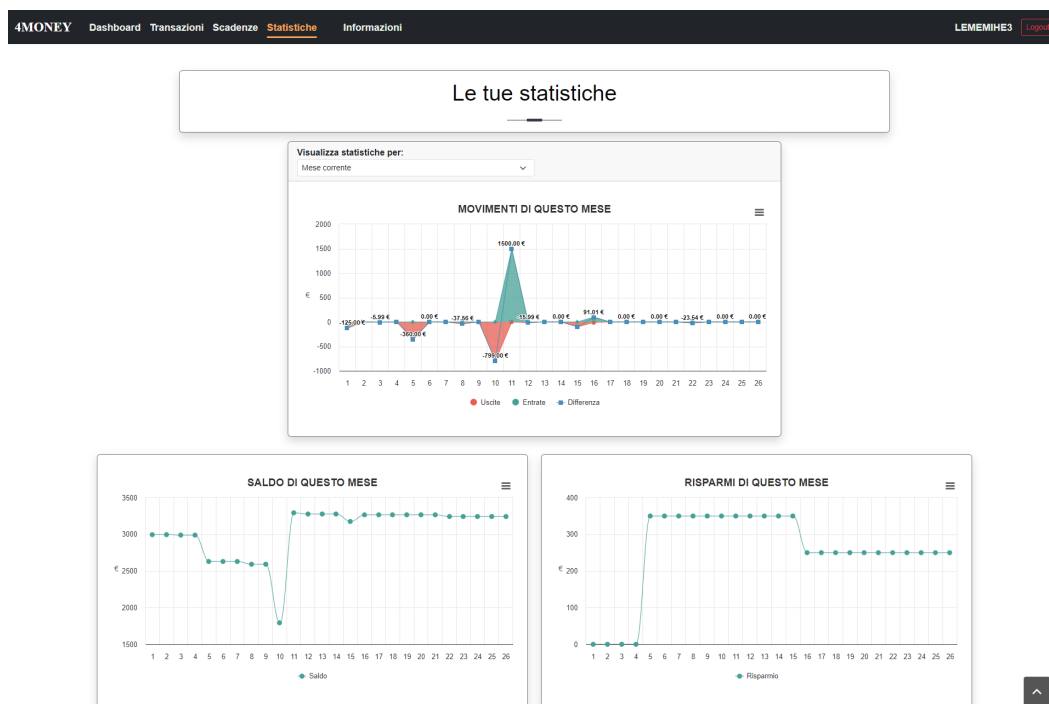 4MONEY Dashboard Transazioni Scadenze Statistiche Informazioni LEMEMIHE3 Logout
Le tue statistiche
Visualizza statistiche per:
Mese corrente
MOVIMENTI DI QUESTO MESE
€
2000
1500
1000
500
0
-500
-1000
-125.00 € -5.99 € -360.00 € 0.00 € -37.56 € -799.00 € 1500.00 € -15.99 € 0.00 € 91.01 € 0.00 € 0.00 € -23.54 € 0.00 € 0.00 €
1 2 3 4 5 6 7 8 9 10 11 12 13 14 15 16 17 18 19 20 21 22 23 24 25 26
Uscite Entrate Differenza
SALDO DI QUESTO MESE
€
3500
3000
2500
2000
1500
1 2 3 4 5 6 7 8 9 10 11 12 13 14 15 16 17 18 19 20 21 22 23 24 25 26
Saldo
RISPARMI DI QUESTO MESE
€
400
300
200
100
0
1 2 3 4 5 6 7 8 9 10 11 12 13 14 15 16 17 18 19 20 21 22 23 24 25 26
Risparmio